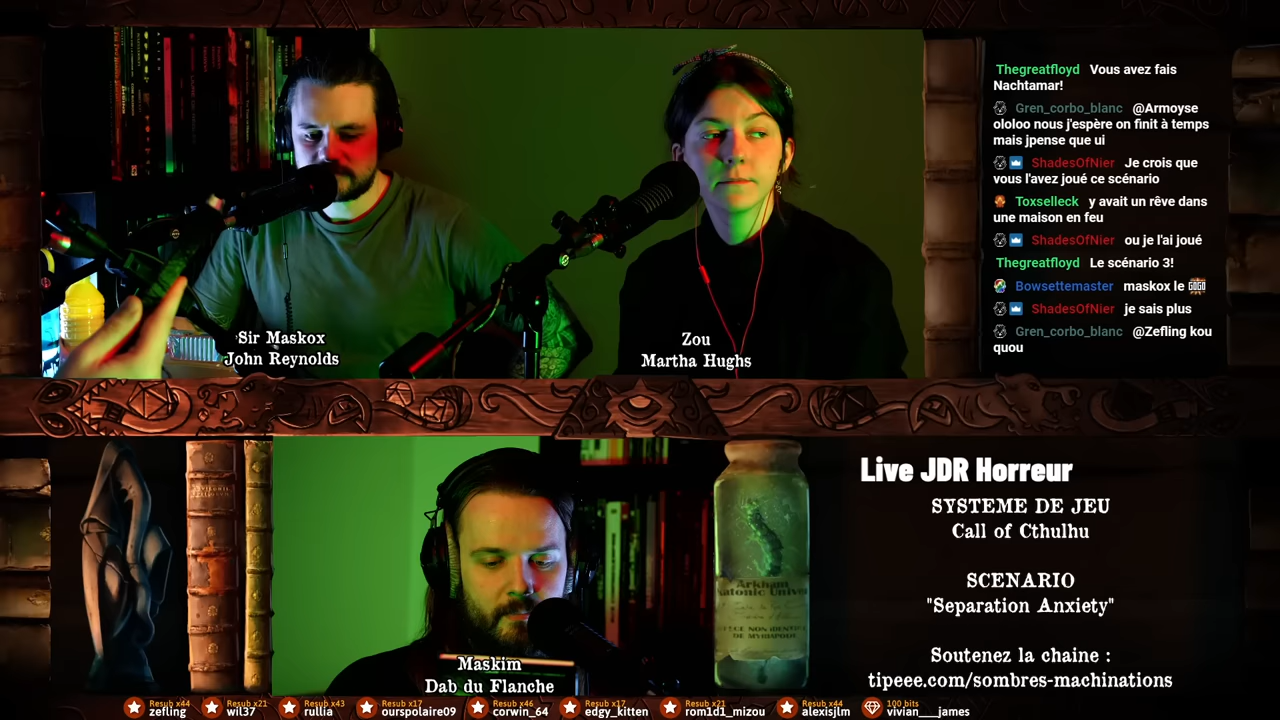 Thegreatfloyd Vous avez fais
Nachtamar!
Gren_corbo_blanc @Armoyse
ololoo nous j'espère on finit à temps
mais jpense que ui
ShadesOfNier Je crois que
vous l'avez joué ce scénario
Toxselleck y avait un rêve dans
une maison en feu
ShadesOfNier ou je l'ai joué
Thegreatfloyd Le scénario 3!
Bowsettemaster maskox le GOGO
ShadesOfNier je sais plus
Gren_corbo_blanc @Zefling kou
quou
Sir Maskox
John Reynolds
Zou
Martha Hughs
Maskim
Dab du Flanche
Arkham
Live JDR Horreur
SYSTEME DE JEU
Call of Cthulhu
SCENARIO
"Separation Anxiety"
Soutenez la chaine :
tipeee.com/sombres-machinations
Resub x44
zefling
Resub x21
wil37
Resub x43
rullia
Resub x17
ourspolaire09
Resub x46
corwin_64
Resub x17
edgy_kitten
Resub x21
rom1d1_mizou
Resub x44
alexisjlm
100 bits
vivian___james